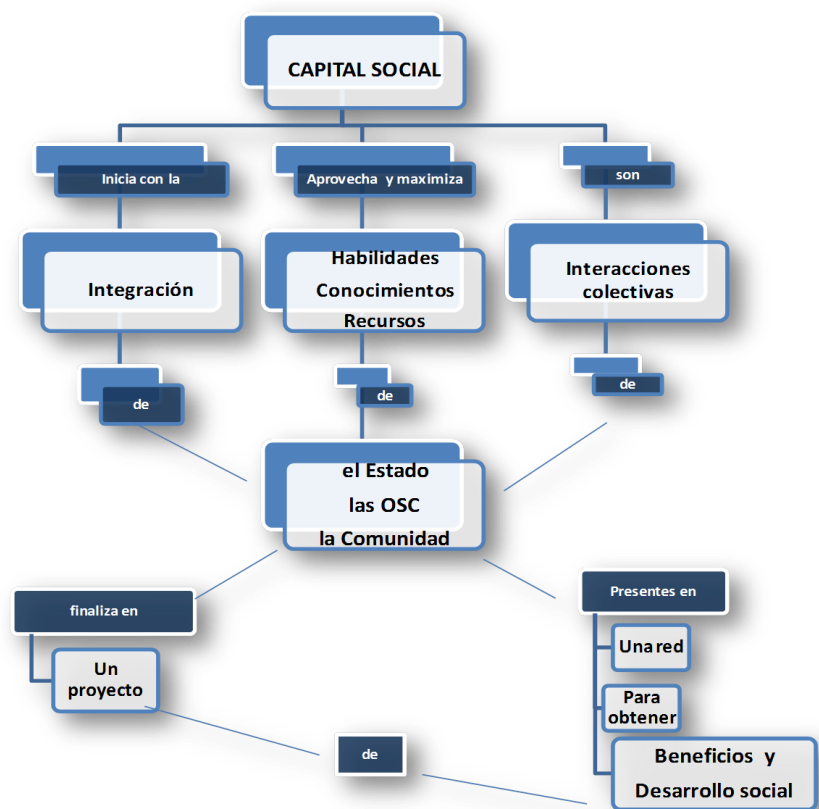 CAPITAL SOCIAL
Inicia con la
Aprovecha y maximiza
son
Integración
Habilidades
Conocimientos
Recursos
Interacciones
colectivas
de
de
de
el Estado
las OSC
la Comunidad
finaliza en
Un
proyecto
Presentes en
Una red
Para
obtener
de
Beneficios y
Desarrollo social